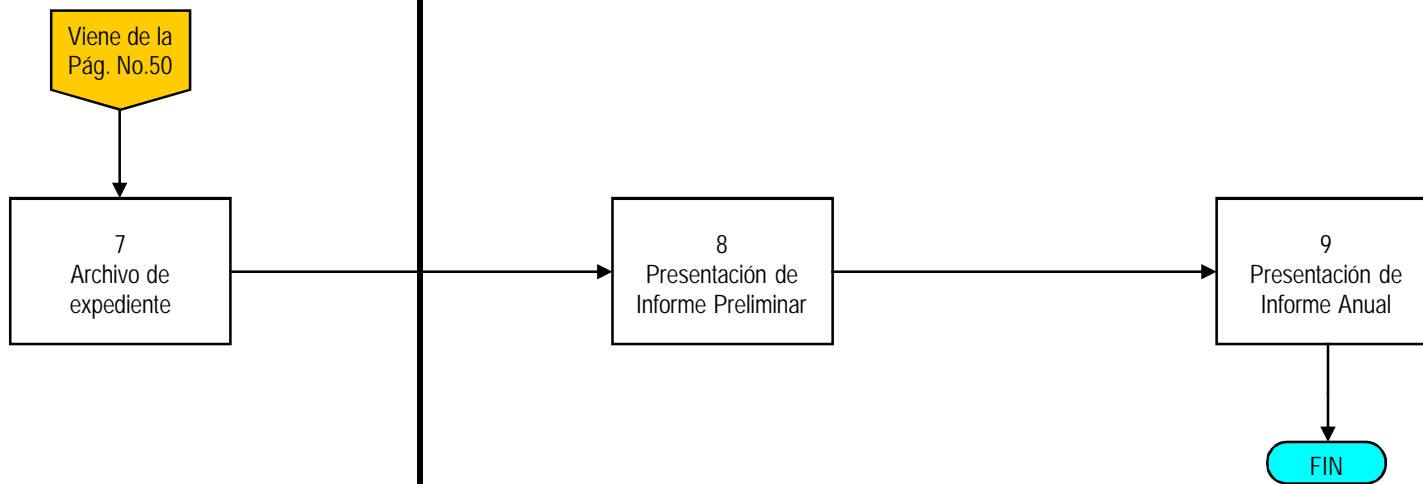 Viene de la
Pág. No.50
7
Archivo de
expediente
8
Presentación de
Informe Preliminar
9
Presentación de
Informe Anual
FIN